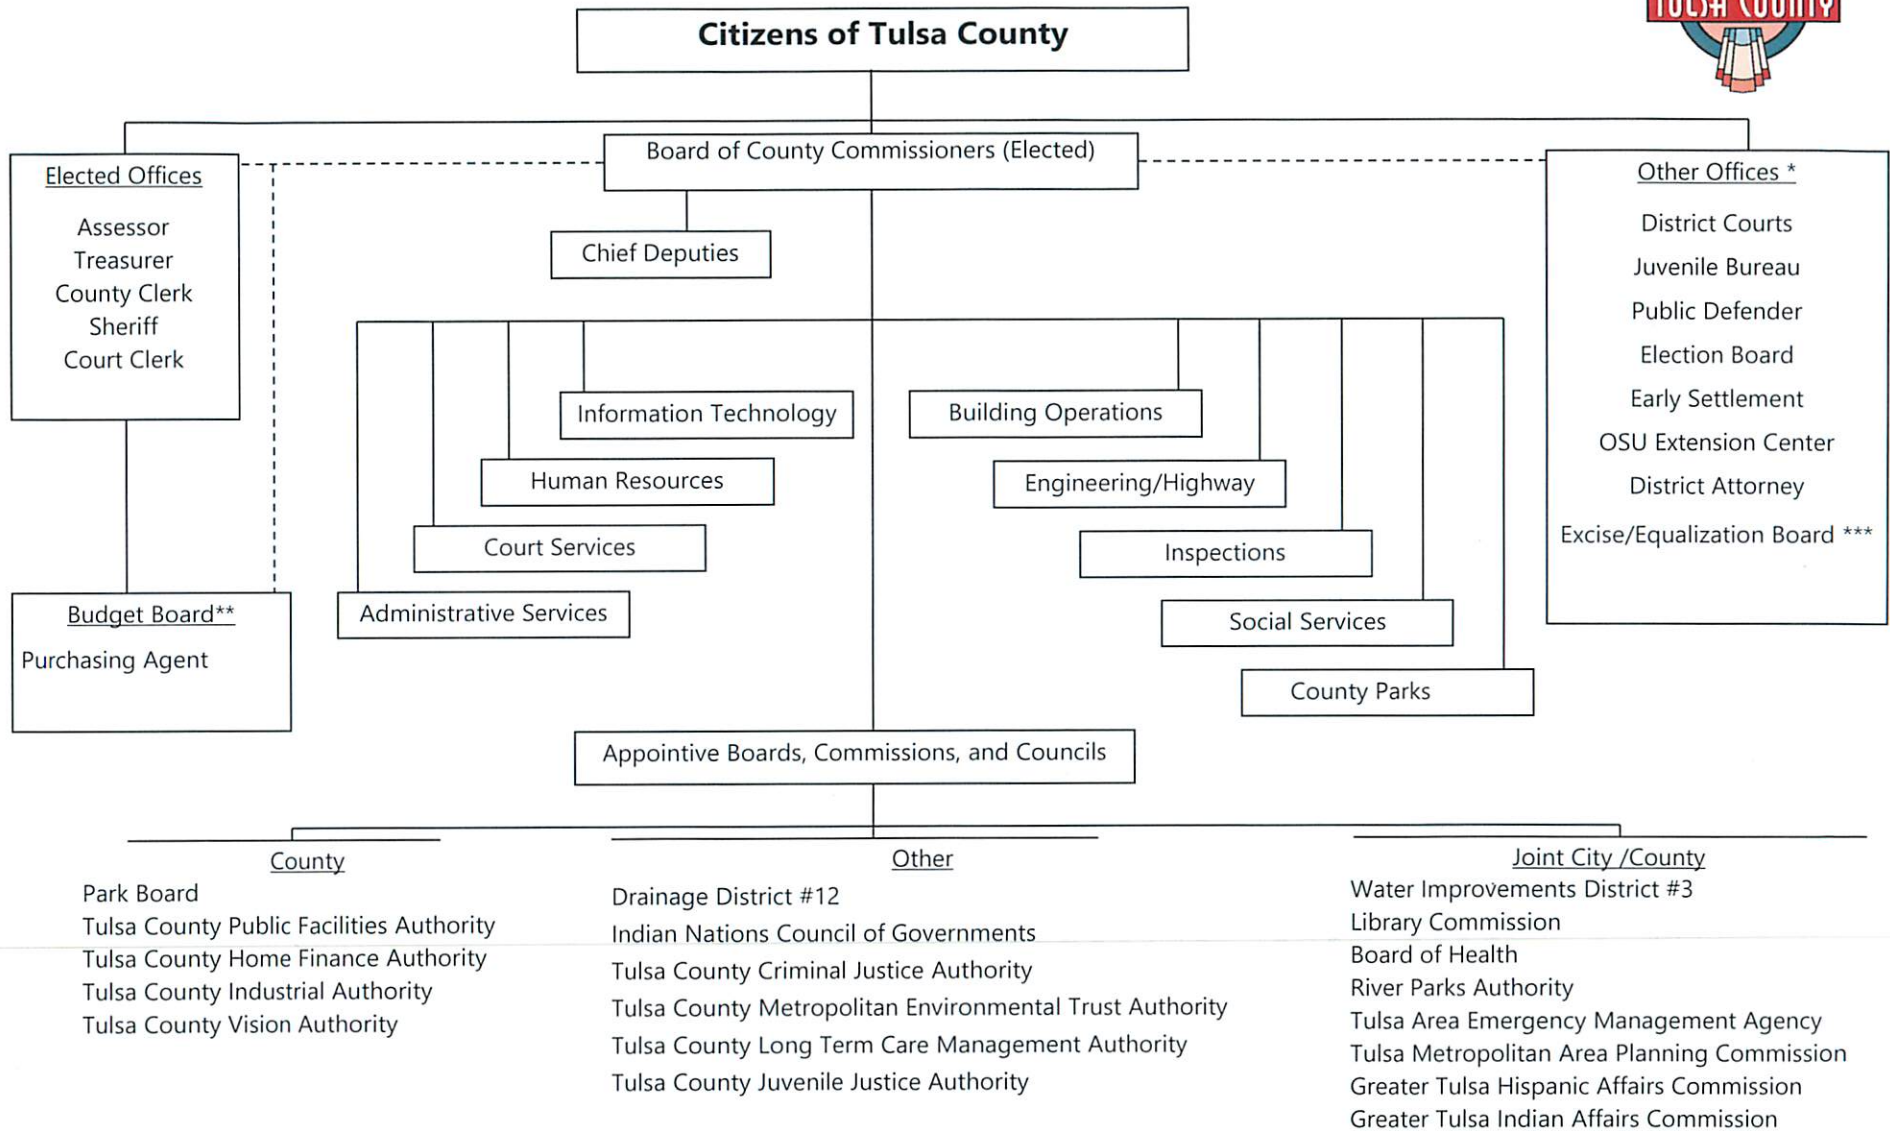 Citizens of Tulsa County
TULSA COUNTY
Board of County Commissioners (Elected)
Elected Offices
Assessor
Treasurer
County Clerk
Sheriff
Court Clerk
Other Offices *
District Courts
Juvenile Bureau
Public Defender
Election Board
Early Settlement
OSU Extension Center
District Attorney
Excise/Equalization Board ***
Chief Deputies
Information Technology
Human Resources
Court Services
Administrative Services
Building Operations
Engineering/Highway
Inspections
Social Services
County Parks
Budget Board**
Purchasing Agent
Appointive Boards, Commissions, and Councils
County
Park Board
Tulsa County Public Facilities Authority
Tulsa County Home Finance Authority
Tulsa County Industrial Authority
Tulsa County Vision Authority
Other
Drainage District #12
Indian Nations Council of Governments
Tulsa County Criminal Justice Authority
Tulsa County Metropolitan Environmental Trust Authority
Tulsa County Long Term Care Management Authority
Tulsa County Juvenile Justice Authority
Joint City /County
Water Improvements District #3
Library Commission
Board of Health
River Parks Authority
Tulsa Area Emergency Management Agency
Tulsa Metropolitan Area Planning Commission
Greater Tulsa Hispanic Affairs Commission
Greater Tulsa Indian Affairs Commission